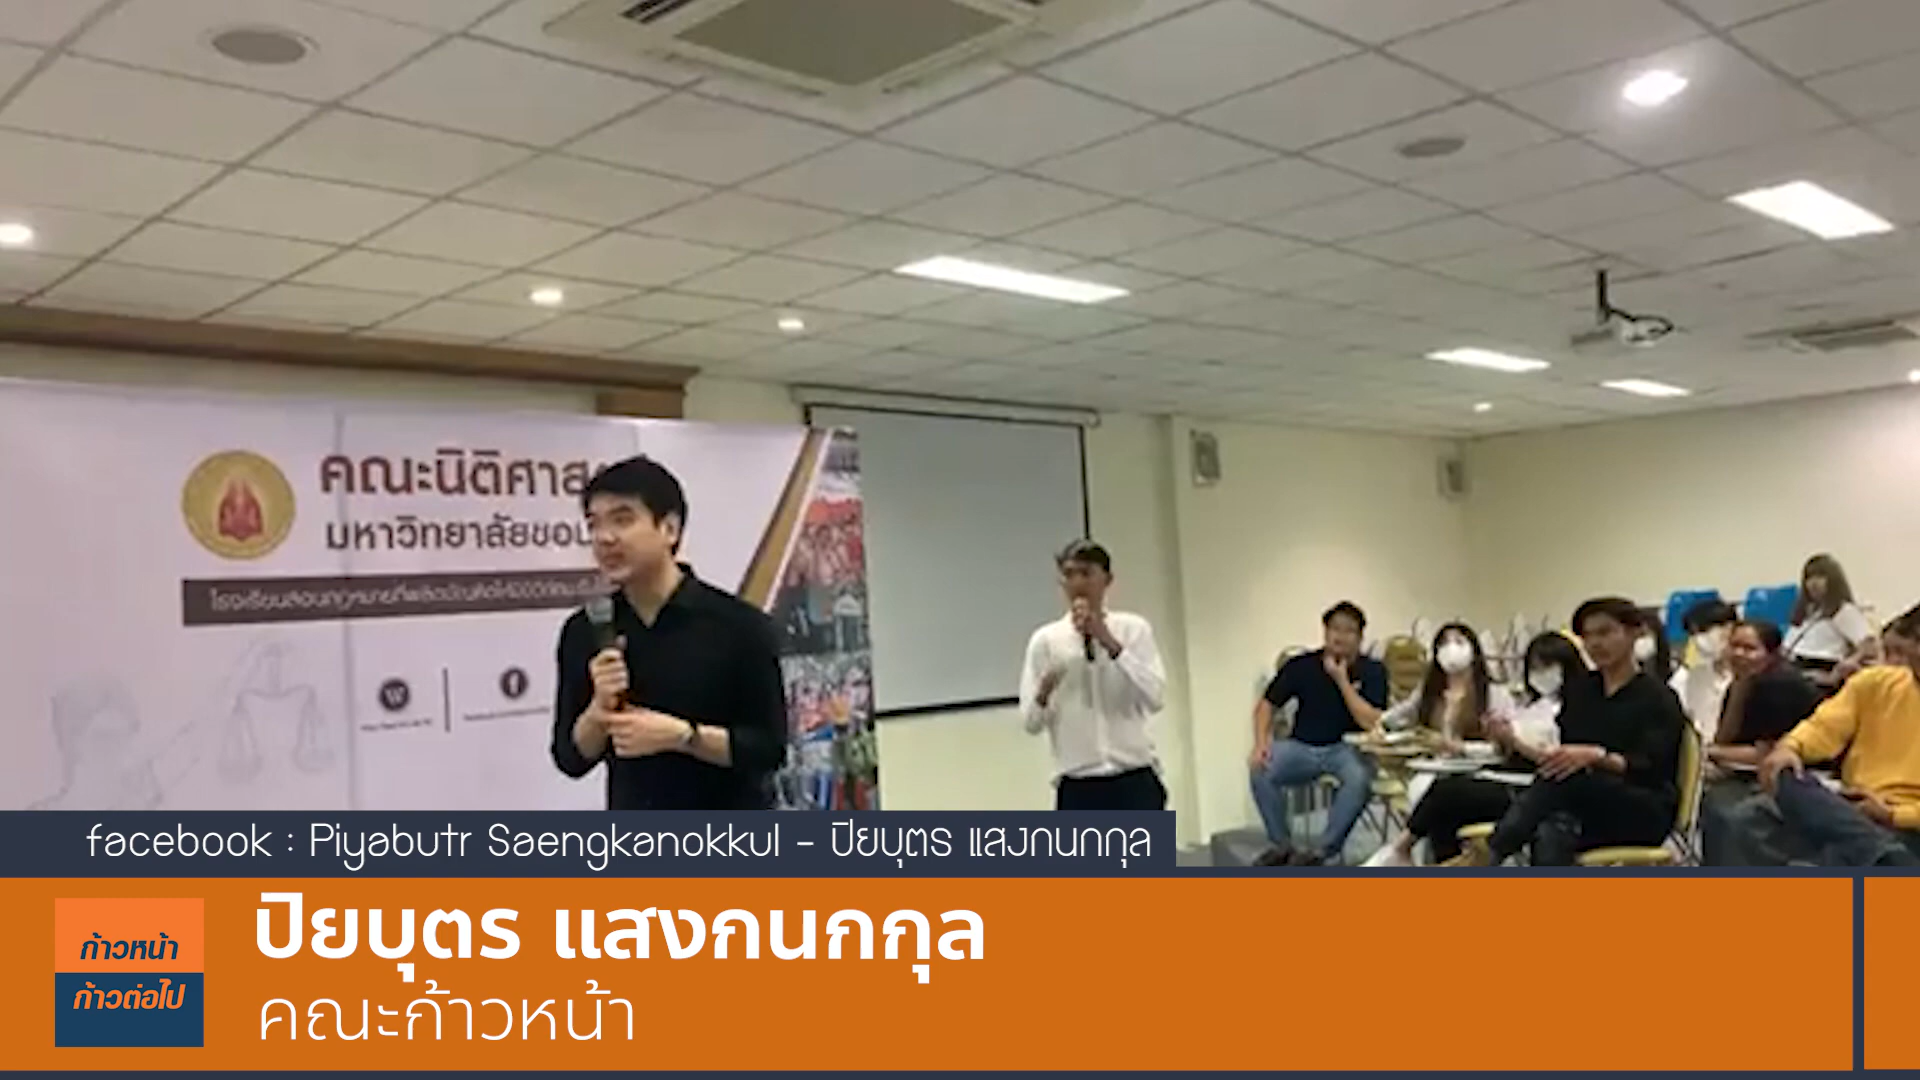 คณะนิติศาส
มหาวิทยาลัยขอน
facebook : Piyabutr Saengkanokkul - ปิยบุตร แสงกนกกุล
ปิยบุตร แสงกนกกุล
ก้าวหน้า
ก้าวต่อไป
คณะก้าวหน้า